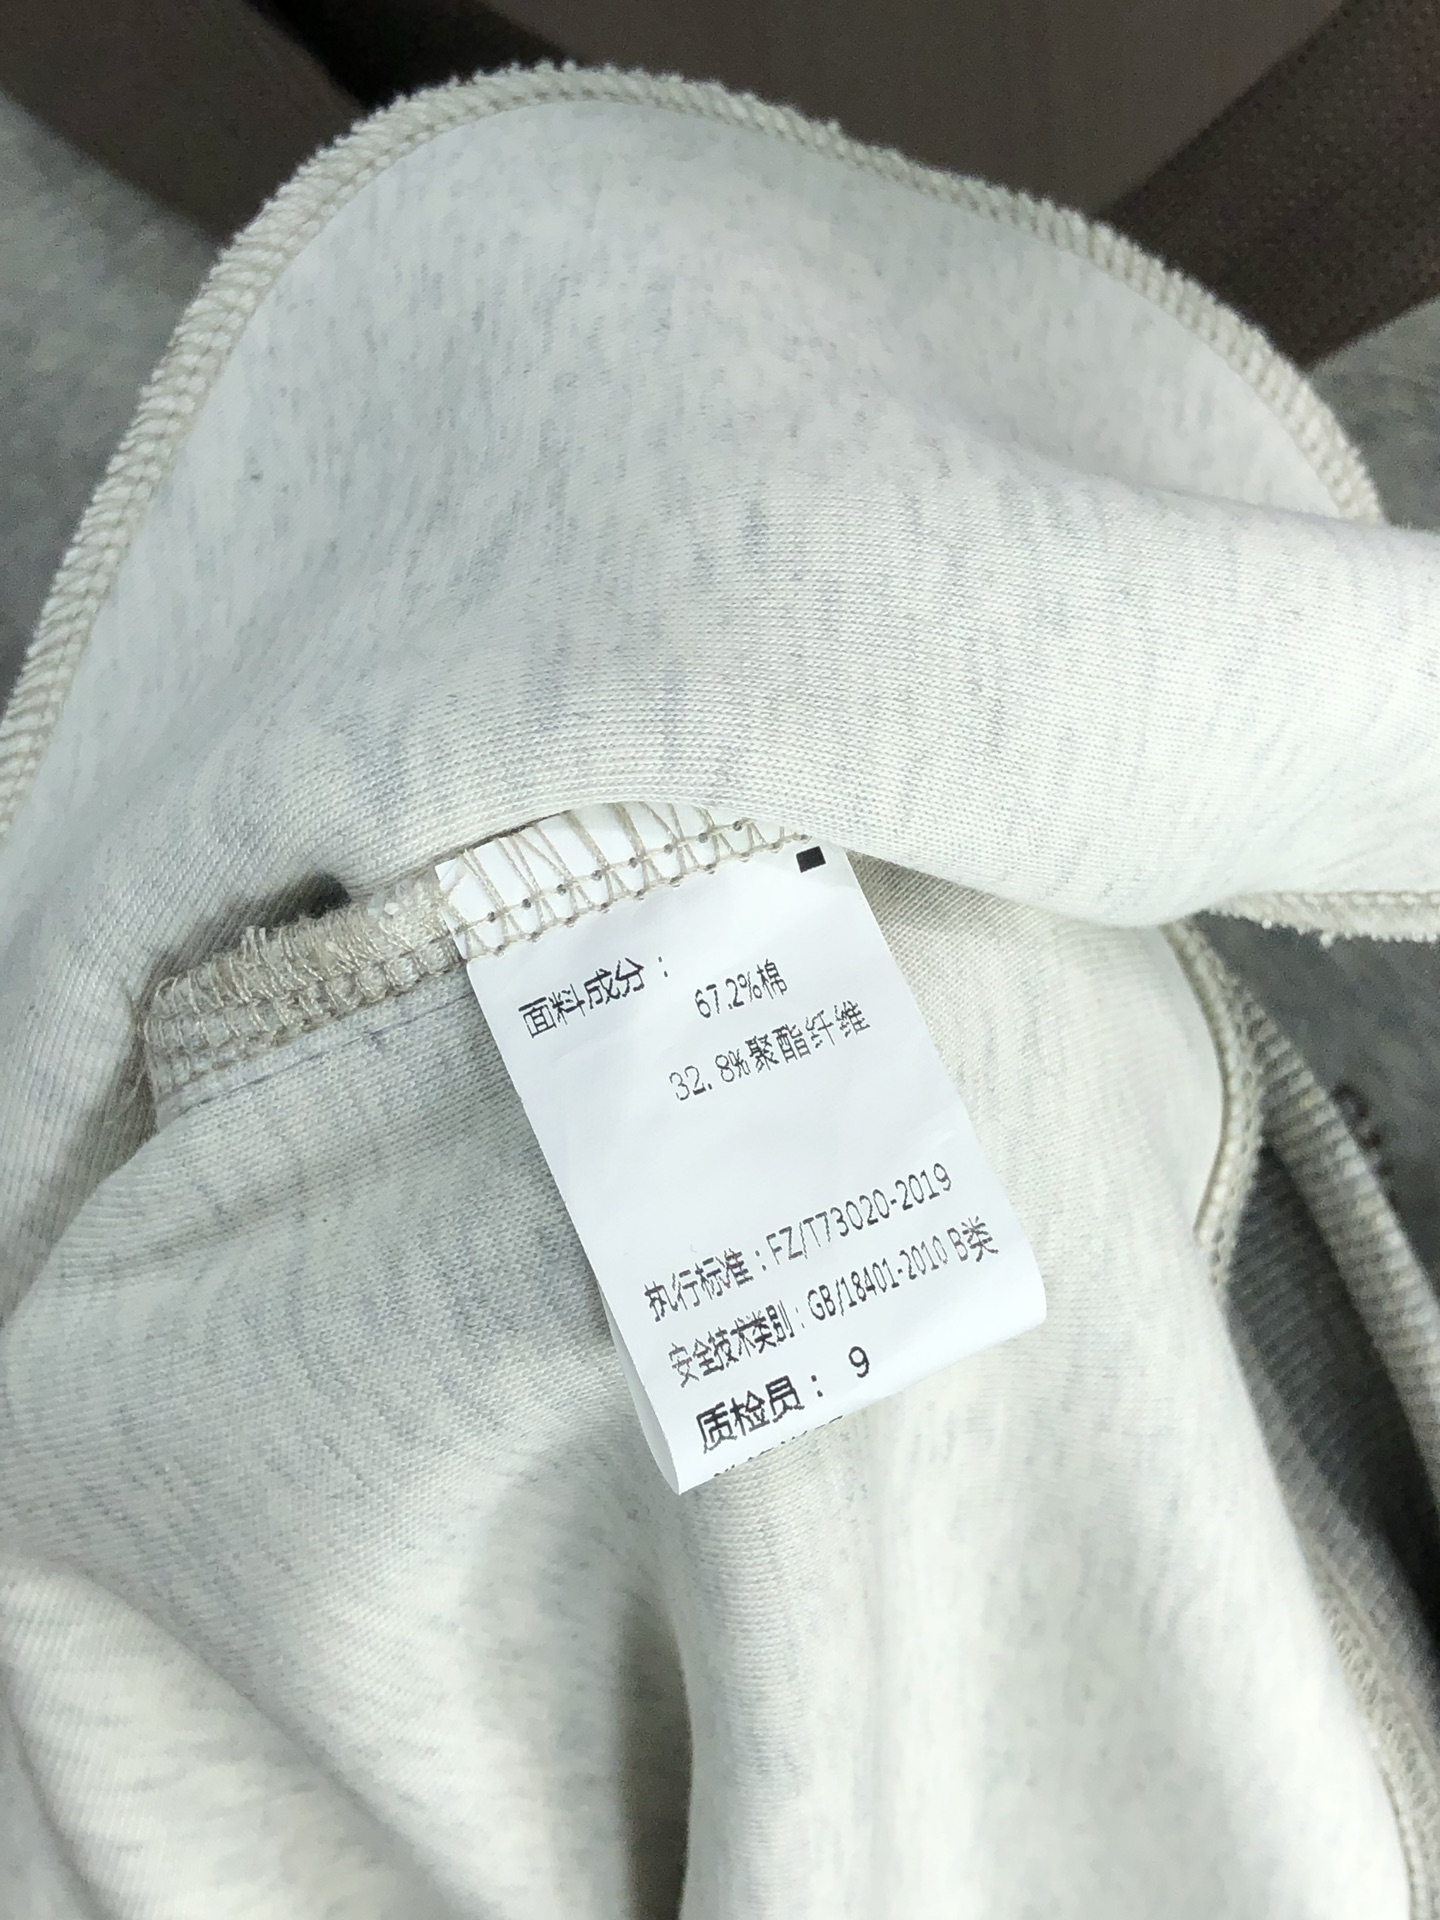 面料成分：
67.2%棉
32.8%聚酯纤维
执行标准：FZ/T73020-2019
安全技术类别：GB/18401-2010 B类
质检员：9